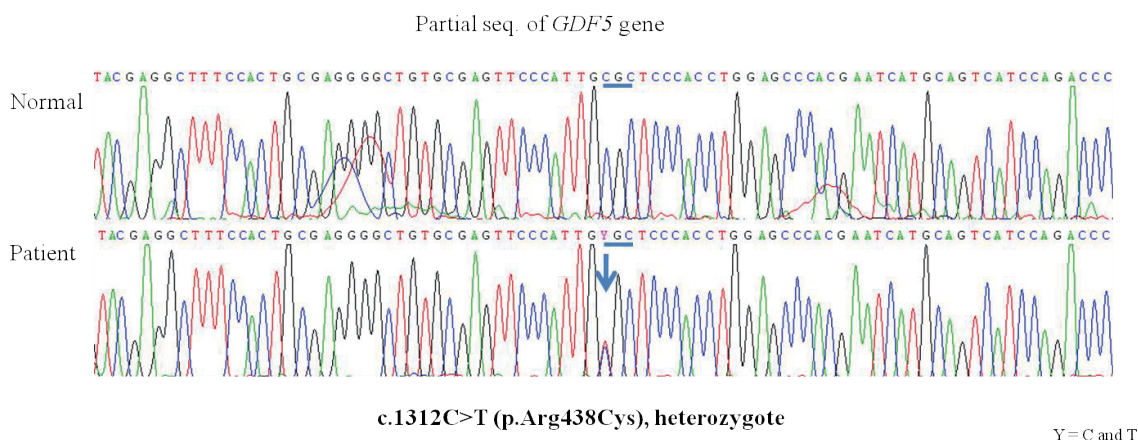 Partial seq. of GDF5 gene
TACGAGGCTTTCCACTGCGAGGGGCTGTGCGAGTTCCCATTGCGCTCCCACCTGGAGCCCACGAATCATGCAGTCATCCAGACCC
Normal
TACGAGGCTTTCCACTGCGAGGGGCTGTGCGAGTTCCCATTGYGCTCCCACCTGGAGCCCACGAATCATGCAGTCATCCAGACCC
Patient
c.1312C>T (p.Arg438Cys), heterozygote
Y = C and T